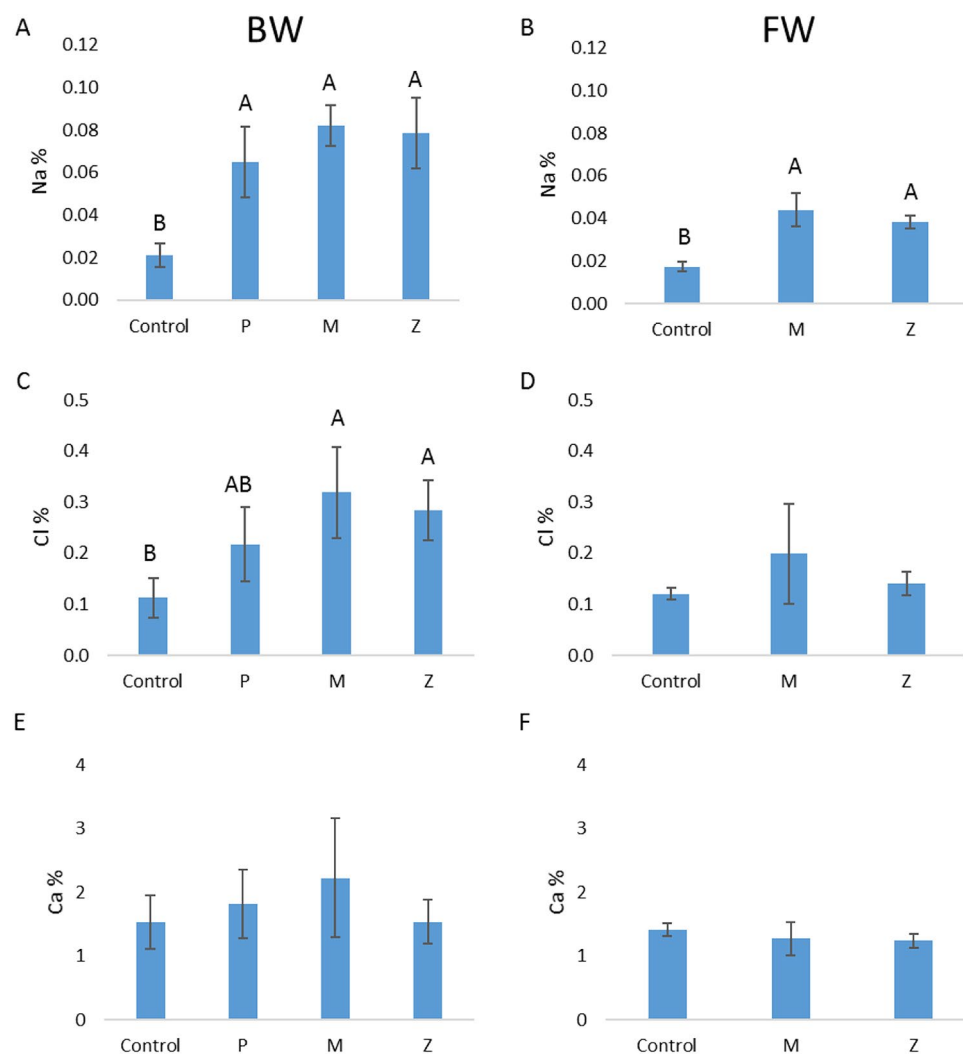 A
BW
0.12
0.10
0.08
0.06
0.04
0.02
0.00
Na %
B
A
A
A
Control P M Z
B
FW
0.12
0.10
0.08
0.06
0.04
0.02
0.00
Na %
B
A
A
Control M Z
C
0.5
0.4
0.3
0.2
0.1
0.0
Cl %
B
AB
A
A
Control P M Z
D
0.5
0.4
0.3
0.2
0.1
0.0
Cl %
Control M Z
E
4
3
2
1
0
Ca %
Control P M Z
F
4
3
2
1
0
Ca %
Control M Z